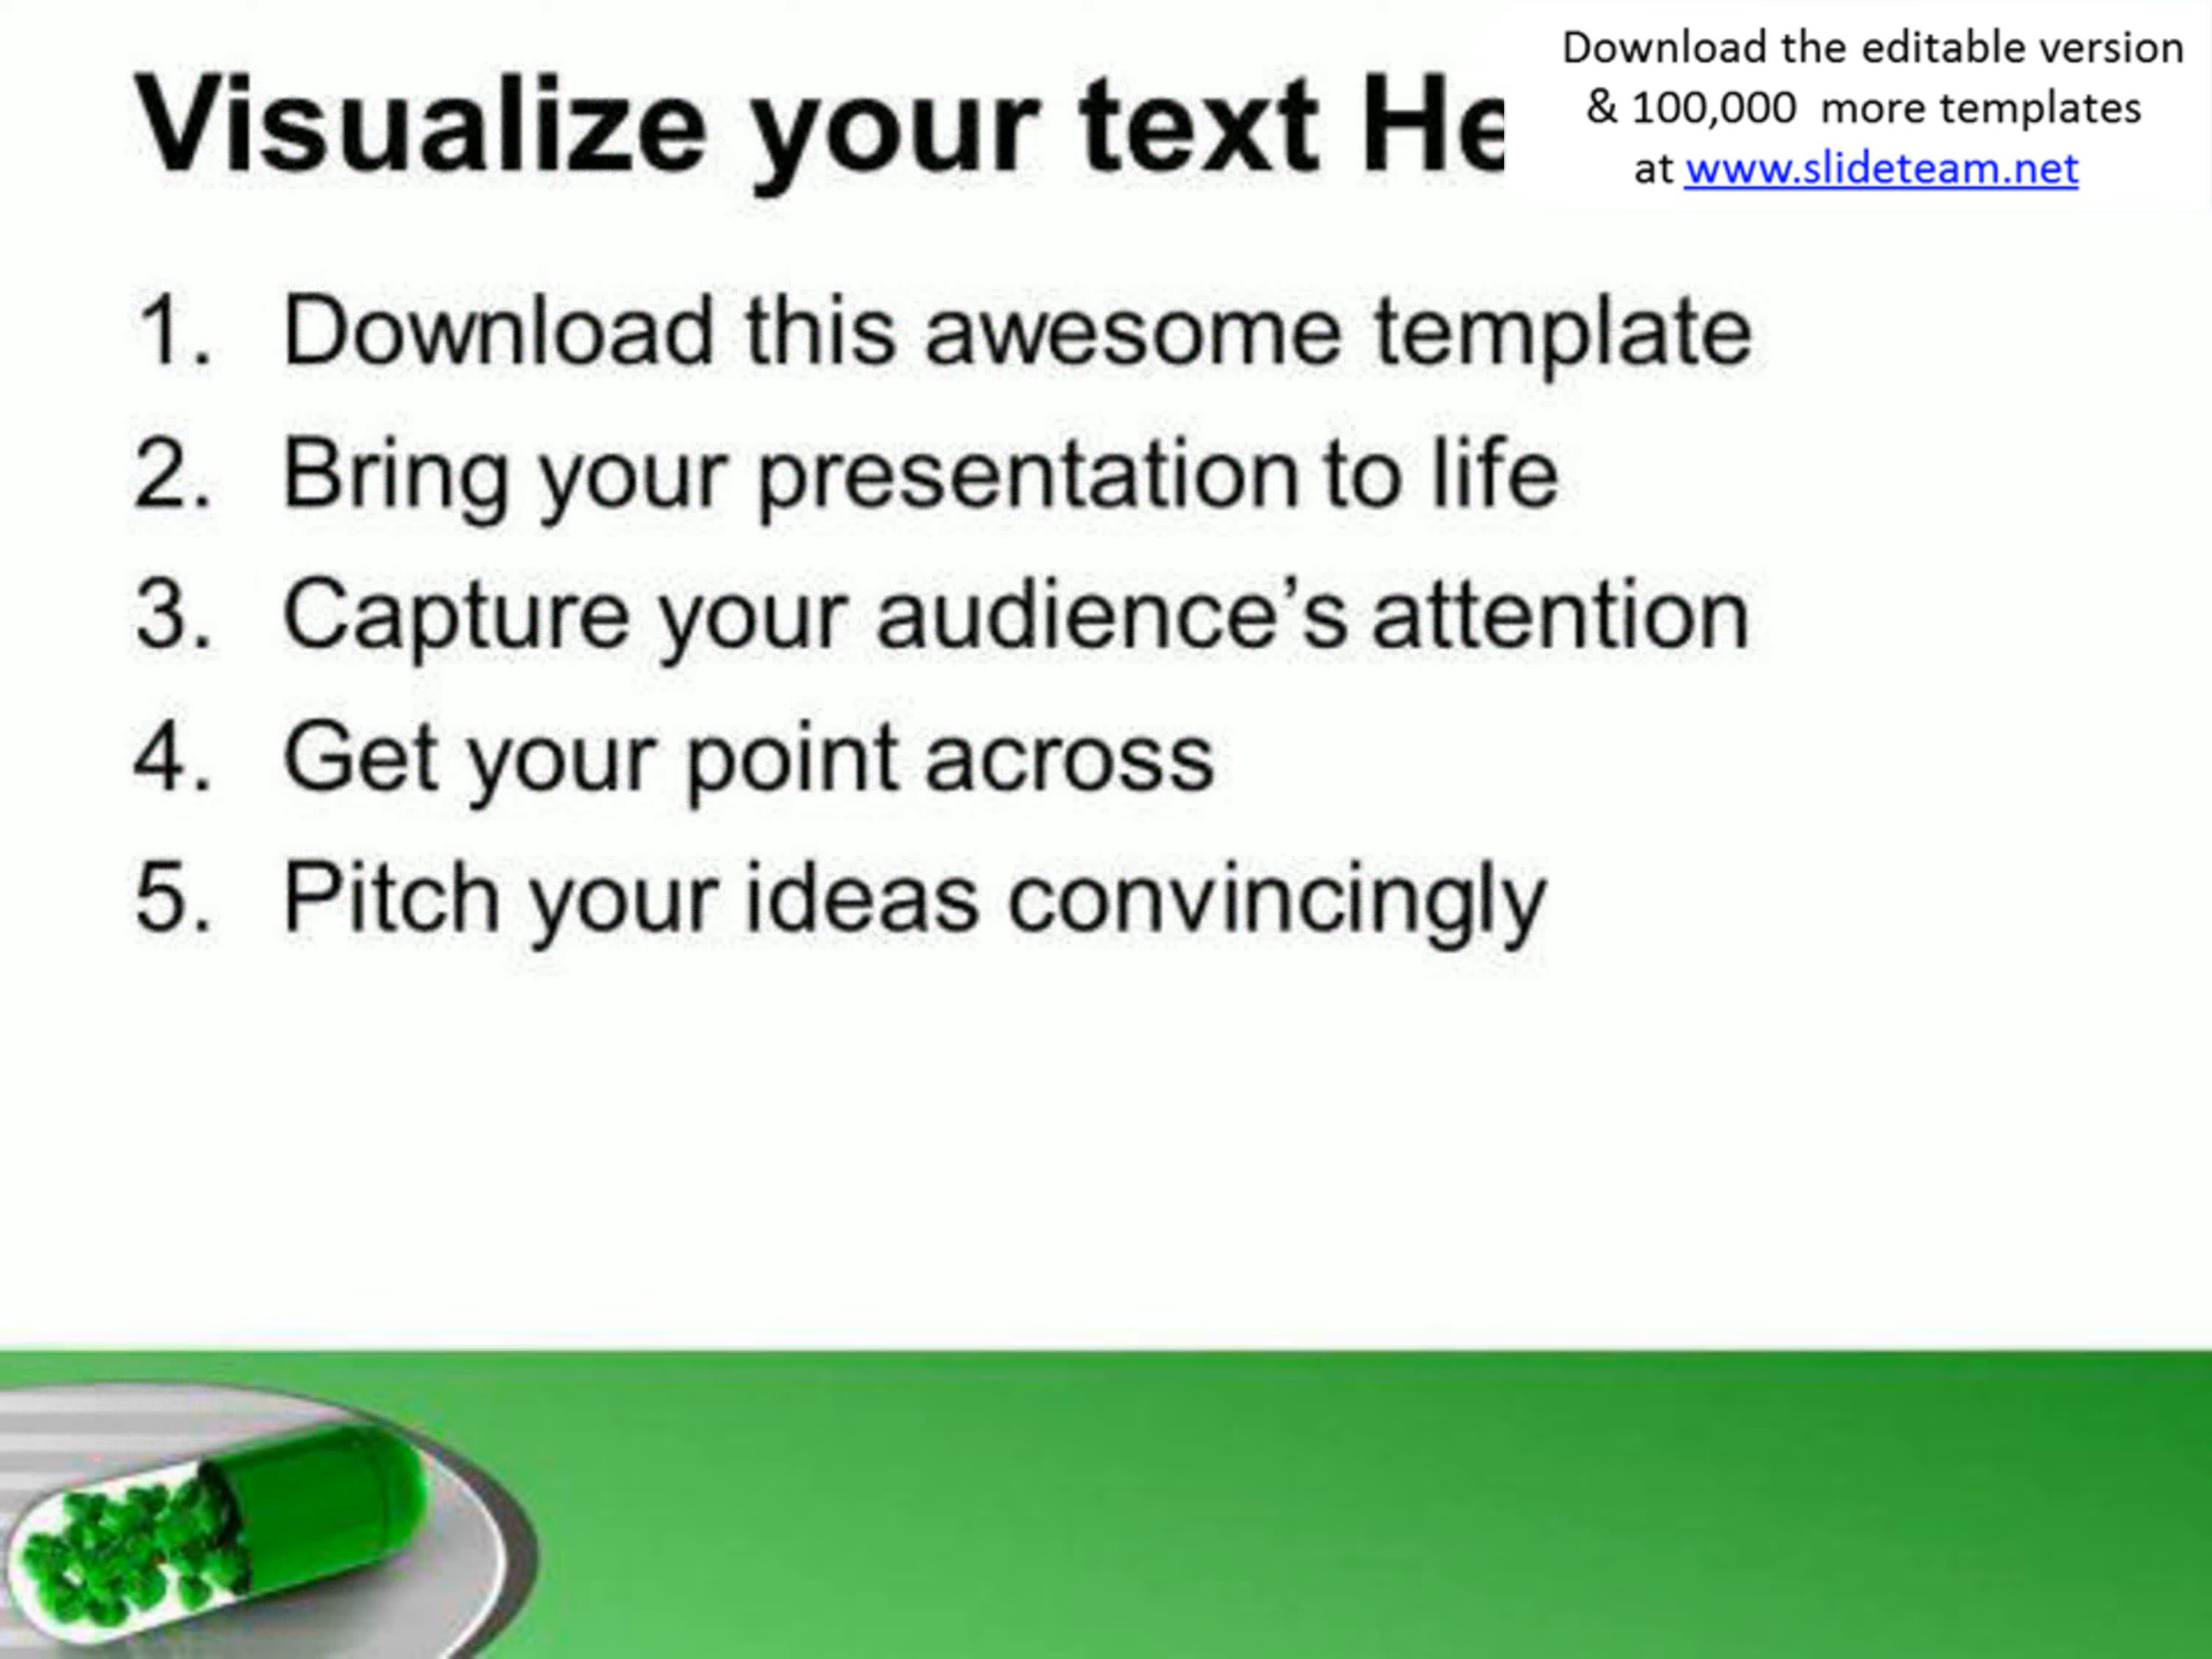 Visualize your text He
Download the editable version
& 100,000 more templates
at www.slideteam.net
1. Download this awesome template
2. Bring your presentation to life
3. Capture your audience’s attention
4. Get your point across
5. Pitch your ideas convincingly